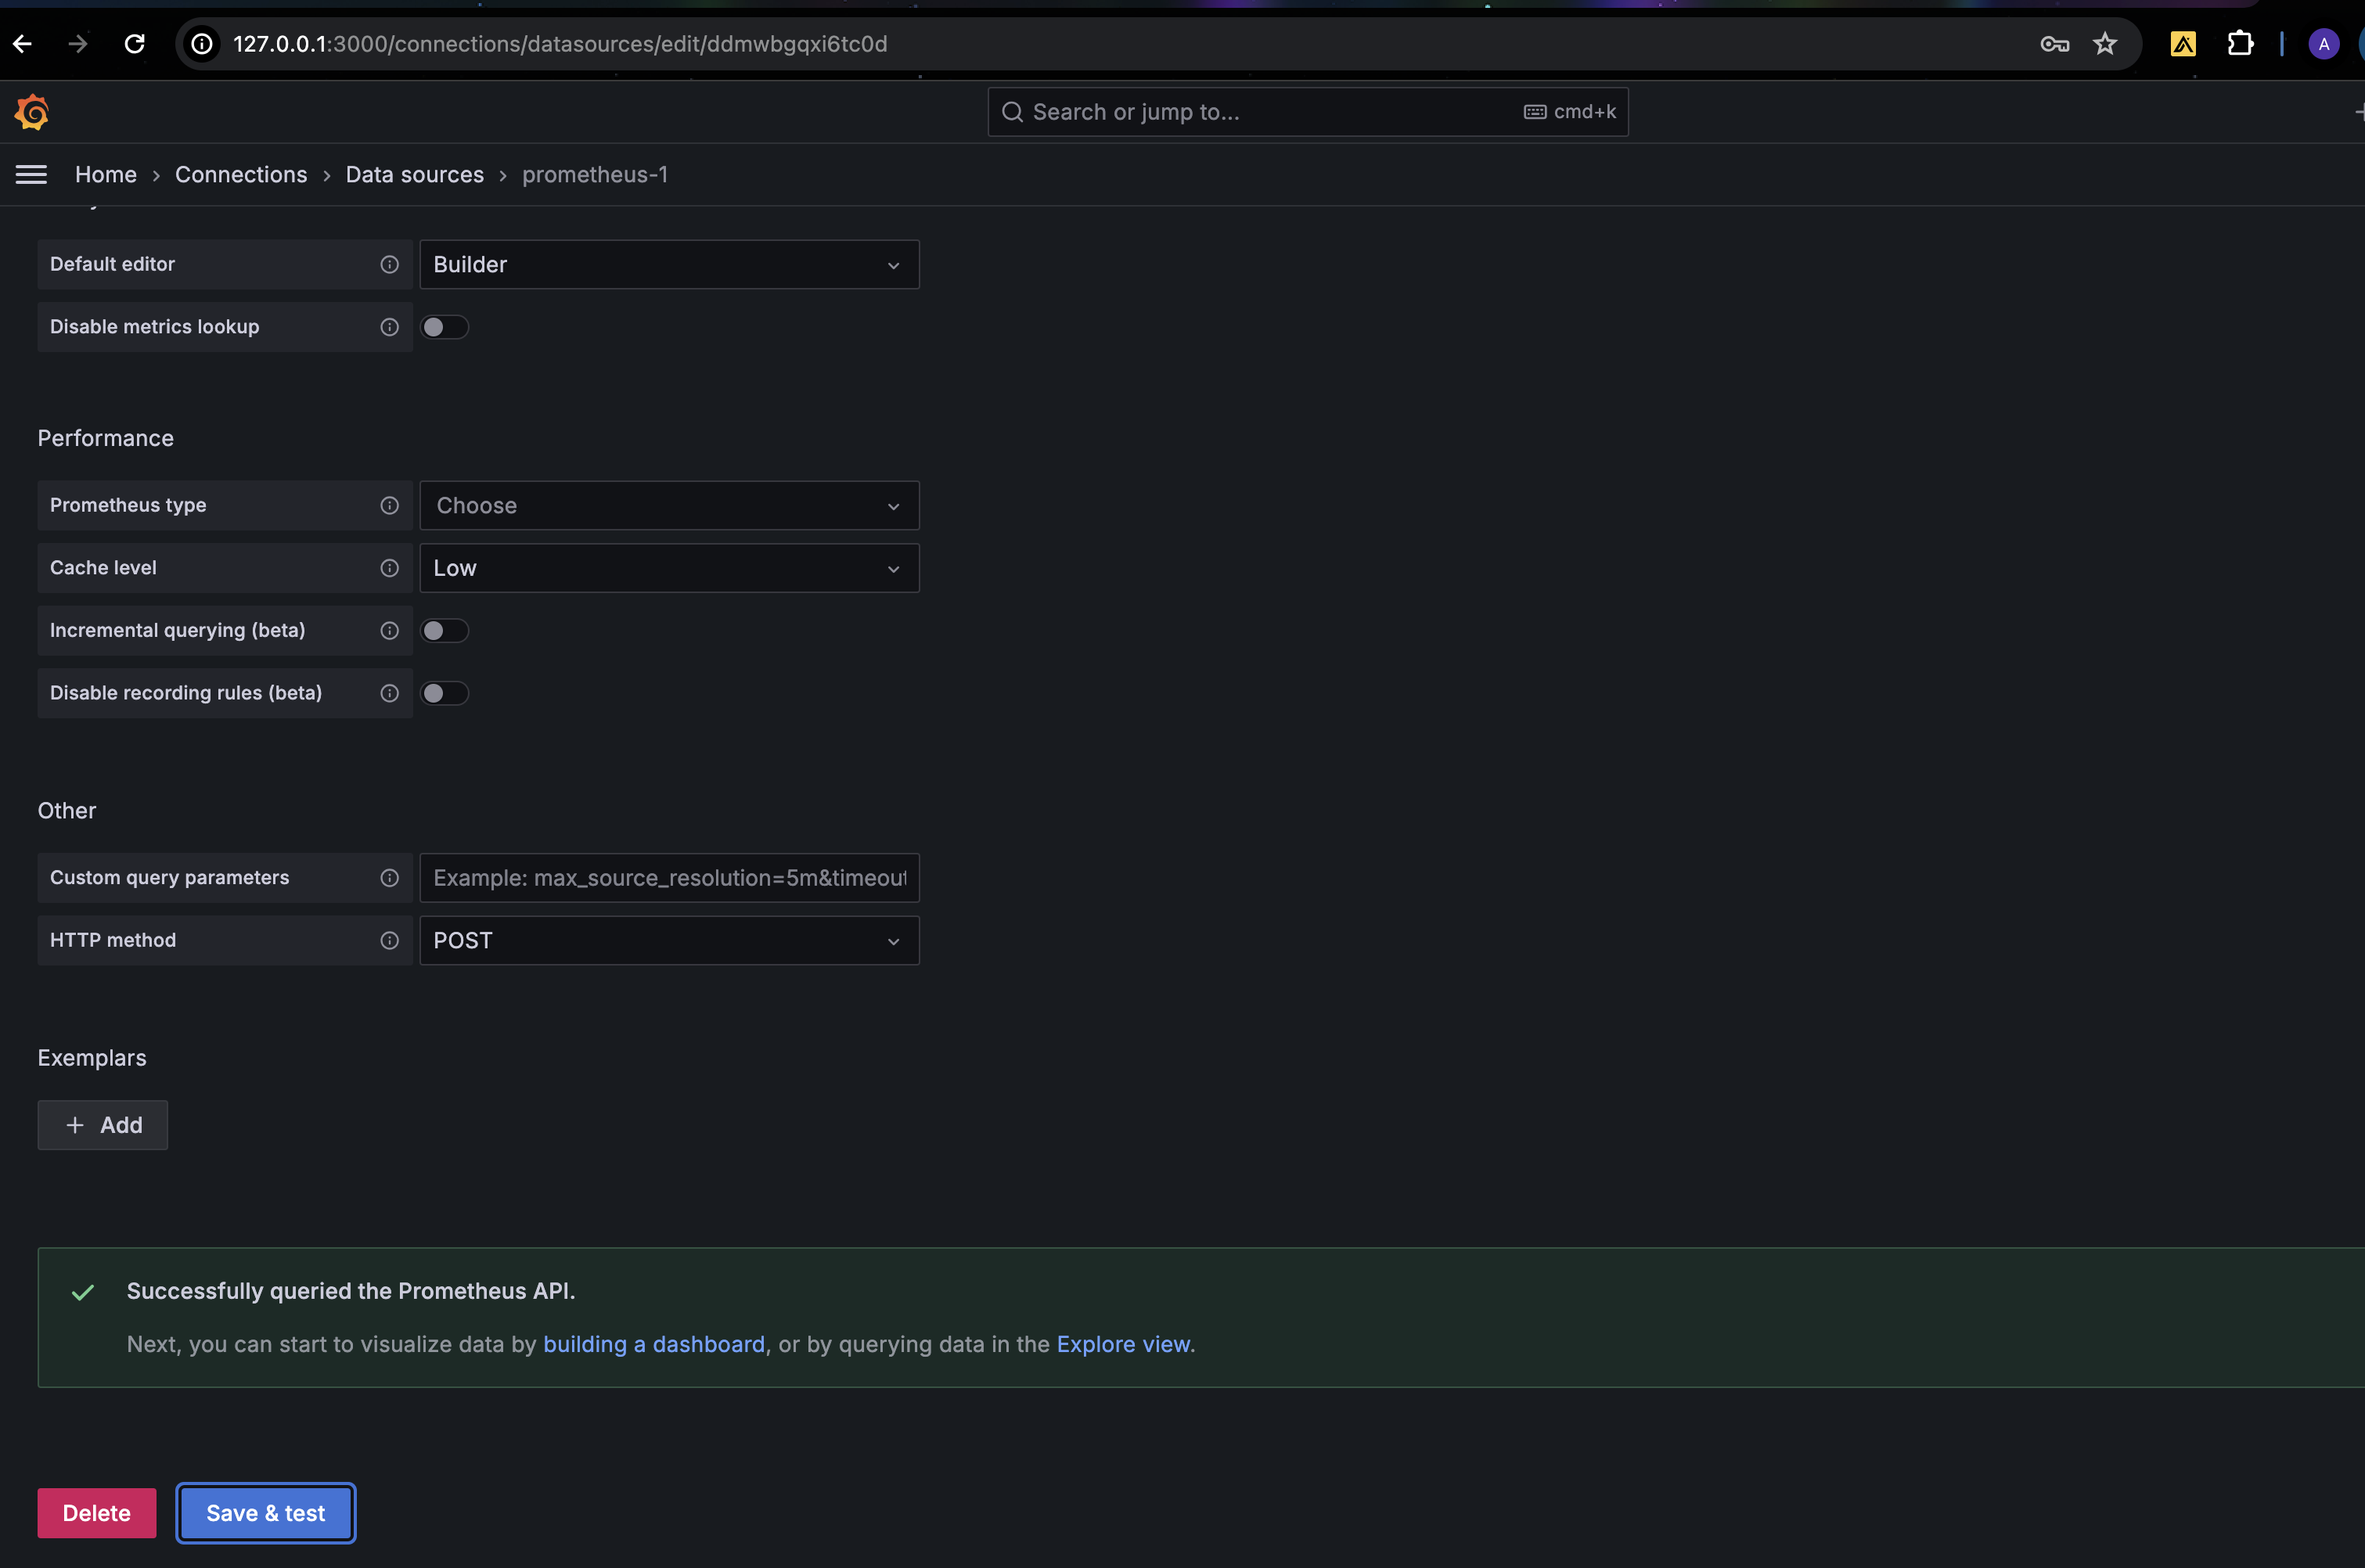 127.0.0.1:3000/connections/datasources/edit/ddmwbgqxi6tc0d
A
Search or jump to...
cmd+k
Home › Connections › Data sources › prometheus-1
Default editor
Builder
Disable metrics lookup
Performance
Prometheus type
Choose
Cache level
Low
Incremental querying (beta)
Disable recording rules (beta)
Other
Custom query parameters
Example: max_source_resolution=5m&timeout
HTTP method
POST
Exemplars
+ Add
Successfully queried the Prometheus API.
Next, you can start to visualize data by building a dashboard, or by querying data in the Explore view.
Delete
Save & test